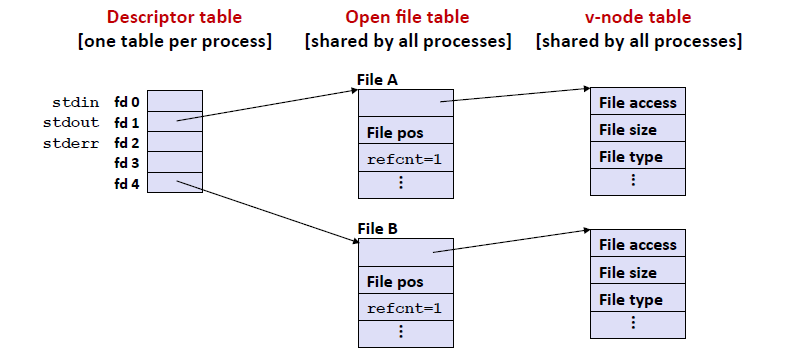 Descriptor table
[one table per process]
Open file table
[shared by all processes]
v-node table
[shared by all processes]
stdin fd 0
stdout fd 1
stderr fd 2
fd 3
fd 4
File A
File pos
refcnt=1
⋮
File access
File size
File type
⋮
File B
File pos
refcnt=1
⋮
File access
File size
File type
⋮